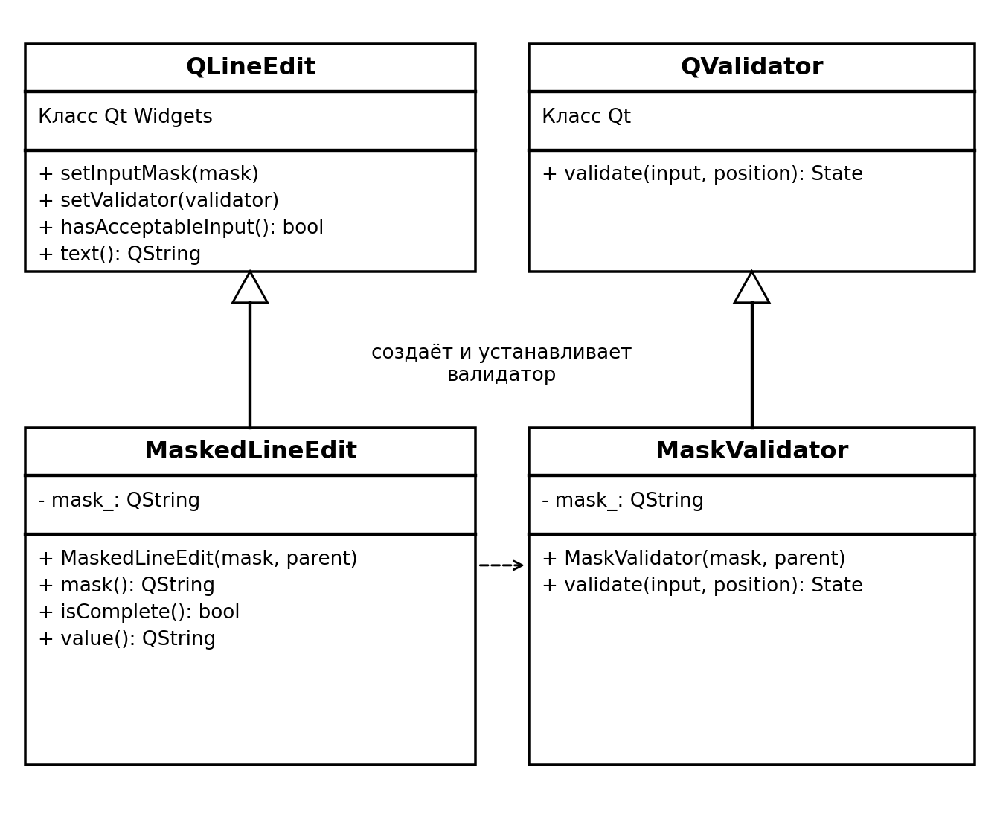 QLineEdit
Класс Qt Widgets
+ setInputMask(mask)
+ setValidator(validator)
+ hasAcceptableInput(): bool
+ text(): QString
QValidator
Класс Qt
+ validate(input, position): State
создаёт и устанавливает
валидатор
MaskedLineEdit
- mask_: QString
+ MaskedLineEdit(mask, parent)
+ mask(): QString
+ isComplete(): bool
+ value(): QString
MaskValidator
- mask_: QString
+ MaskValidator(mask, parent)
+ validate(input, position): State